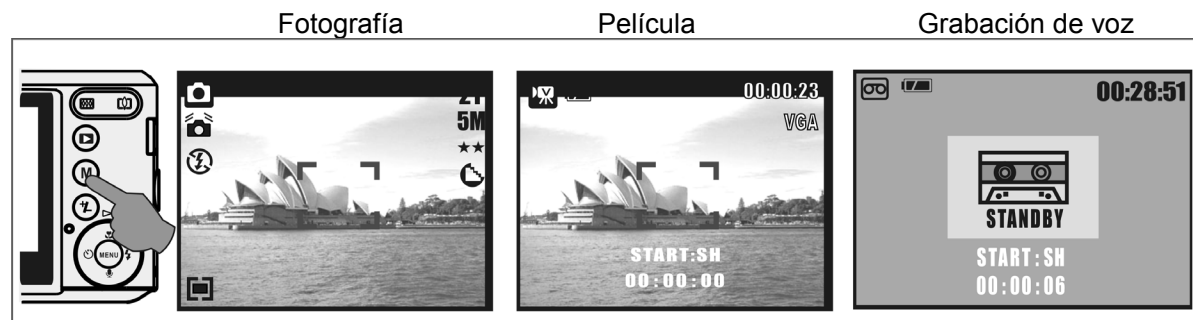 Fotografía
Película
Grabación de voz
M
MENU
5M
★★
00:00:23
VGA
START:SH
00:00:00
00:28:51
STANDBY
START:SH
00:00:06